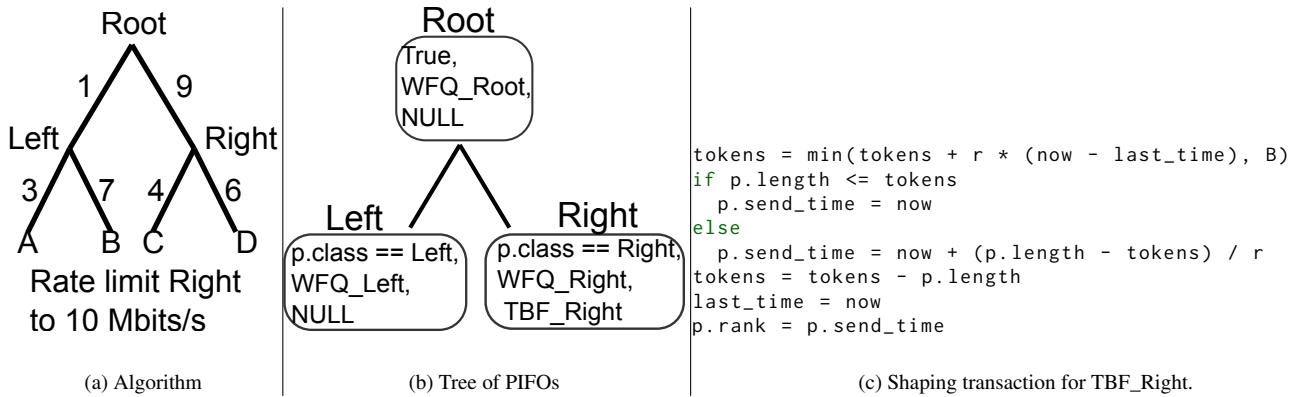 Root
1
9
Left
Right
3
7
4
6
A
B
C
D
Rate limit Right
to 10 Mbits/s
(a) Algorithm
Root
True,
WFQ_Root,
NULL
Left
p.class == Left,
WFQ_Left,
NULL
Right
p.class == Right,
WFQ_Right,
TBF_Right
(b) Tree of PIFOs
tokens = min(tokens + r * (now - last_time), B)
if p.length <= tokens
  p.send_time = now
else
  p.send_time = now + (p.length - tokens) / r
tokens = tokens - p.length
last_time = now
p.rank = p.send_time
(c) Shaping transaction for TBF_Right.